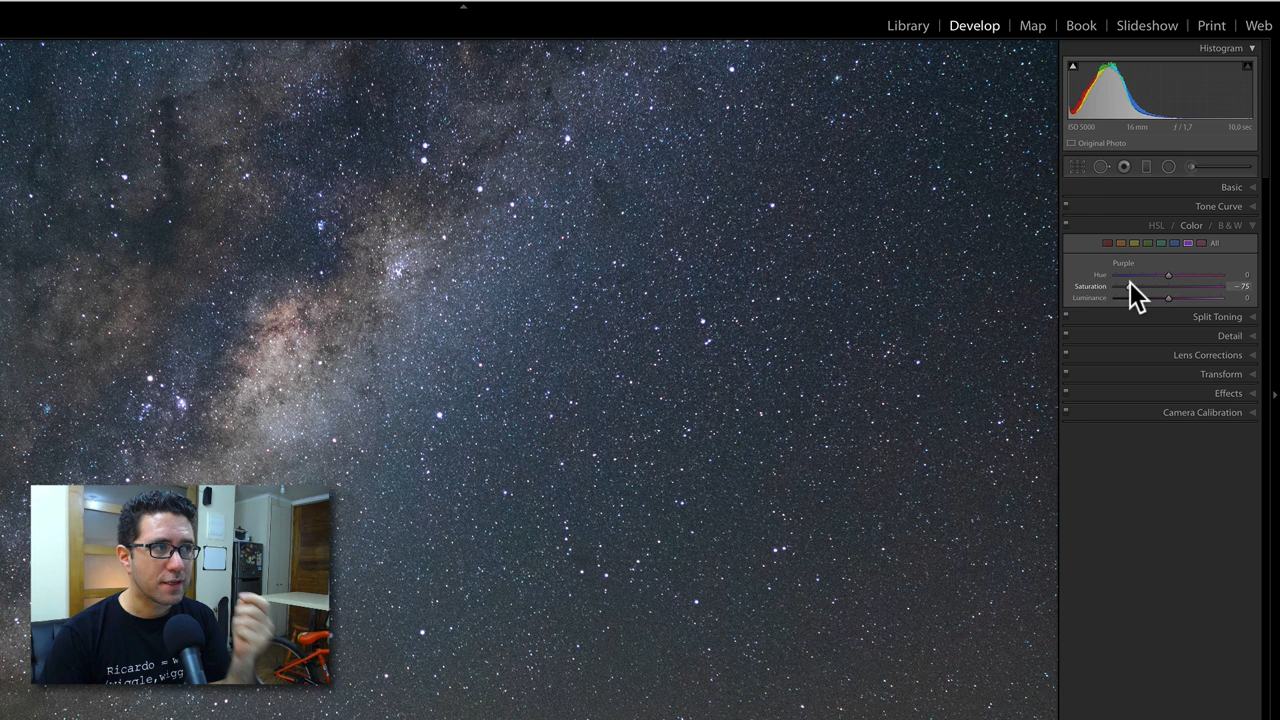 Library | Develop | Map | Book | Slideshow | Print | Web
Histogram
ISO 5000 16 mm ƒ / 1,7 10,0 sec
Original Photo
Basic
Tone Curve
HSL / Color / B & W
All
Purple
Hue 0
Saturation – 75
Luminance 0
Split Toning
Detail
Lens Corrections
Transform
Effects
Camera Calibration
Ricardo = w
(wiggle,wigg